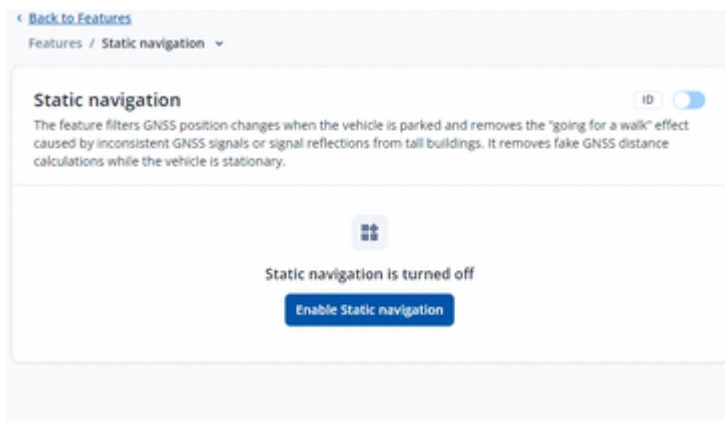 Back to Features
Features / Static navigation
Static navigation
ID
The feature filters GNSS position changes when the vehicle is parked and removes the "going for a walk" effect
caused by inconsistent GNSS signals or signal reflections from tall buildings. It removes fake GNSS distance
calculations while the vehicle is stationary.
Static navigation is turned off
Enable Static navigation